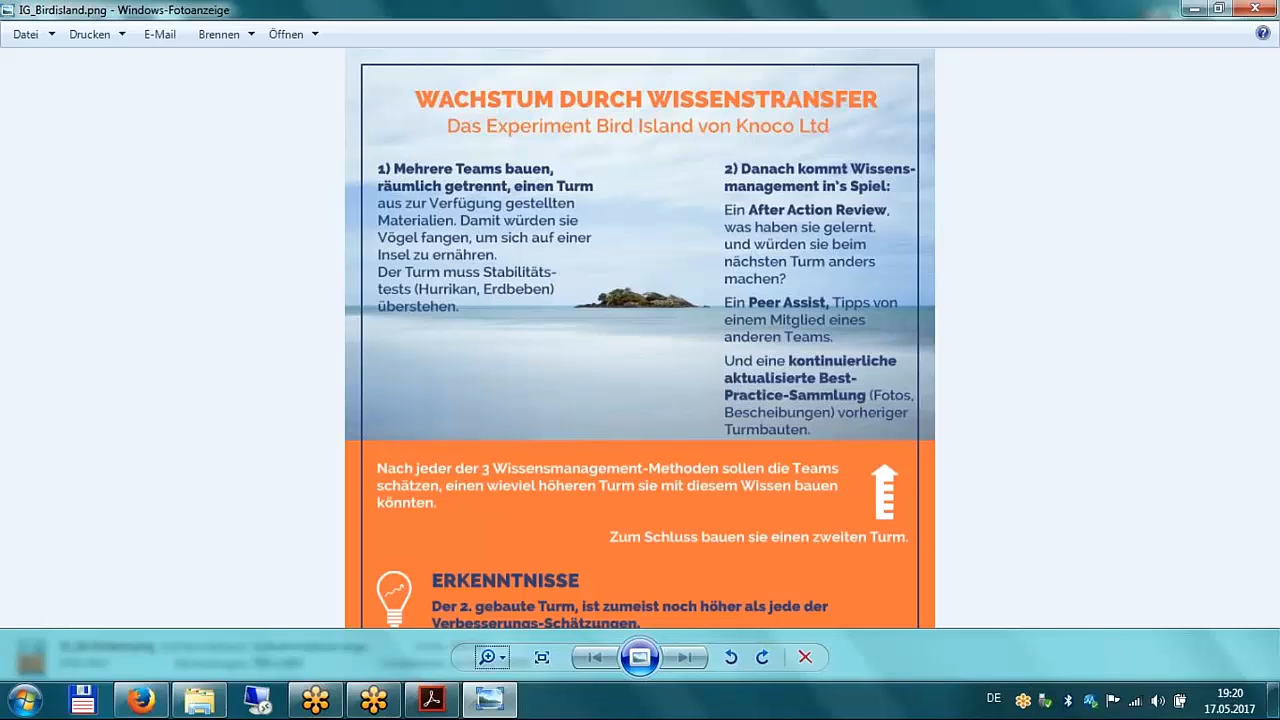 IG_Birdisland.png - Windows-Fotoanzeige
Datei Drucken E-Mail Brennen Öffnen
WACHSTUM DURCH WISSENSTRANSFER
Das Experiment Bird Island von Knoco Ltd
1) Mehrere Teams bauen,
räumlich getrennt, einen Turm
aus zur Verfügung gestellten
Materialien. Damit würden sie
Vögel fangen, um sich auf einer
Insel zu ernähren.
Der Turm muss Stabilitäts-
tests (Hurrikan, Erdbeben)
überstehen.
2) Danach kommt Wissens-
management in's Spiel:
Ein After Action Review,
was haben sie gelernt.
und würden sie beim
nächsten Turm anders
machen?
Ein Peer Assist, Tipps von
einem Mitglied eines
anderen Teams.
Und eine kontinuierliche
aktualisierte Best-
Practice-Sammlung (Fotos,
Bescheibungen) vorheriger
Turmbauten.
Nach jeder der 3 Wissensmanagement-Methoden sollen die Teams
schätzen, einen wieviel höheren Turm sie mit diesem Wissen bauen
könnten.
Zum Schluss bauen sie einen zweiten Turm.
ERKENNTNISSE
Der 2. gebaute Turm, ist zumeist noch höher als jede der
Verbesserungs-Schätzungen.
DE
19:20
17.05.2017